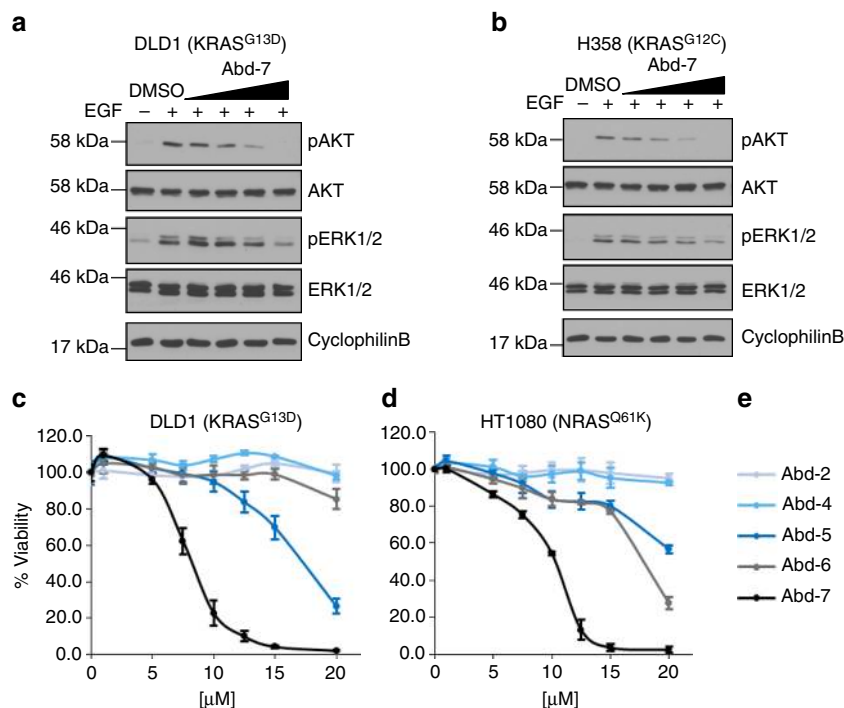 a
DLD1 (KRASG13D)
Abd-7
DMSO
EGF – + + + + +
58 kDa pAKT
58 kDa AKT
46 kDa pERK1/2
46 kDa ERK1/2
17 kDa CyclophilinB
b
H358 (KRASG12C)
Abd-7
DMSO
EGF – + + + + +
58 kDa pAKT
58 kDa AKT
46 kDa pERK1/2
46 kDa ERK1/2
17 kDa CyclophilinB
c
DLD1 (KRASG13D)
% Viability
120.0
100.0
80.0
60.0
40.0
20.0
0.0
0 5 10 15 20
[μM]
d
HT1080 (NRASQ61K)
120.0
100.0
80.0
60.0
40.0
20.0
0.0
0 5 10 15 20
[μM]
e
Abd-2
Abd-4
Abd-5
Abd-6
Abd-7